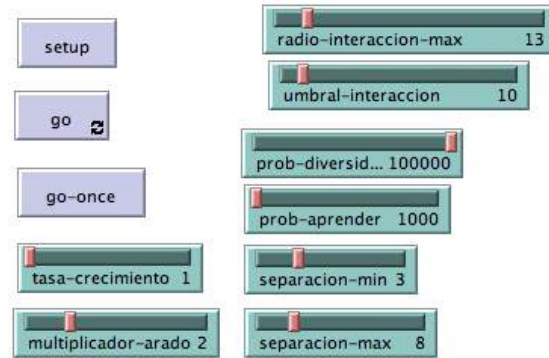 setup
go
go-once
tasa-crecimiento 1
multiplicador-arado 2
radio-interaccion-max 13
umbral-interaccion 10
prob-diversid... 100000
prob-aprender 1000
separacion-min 3
separacion-max 8